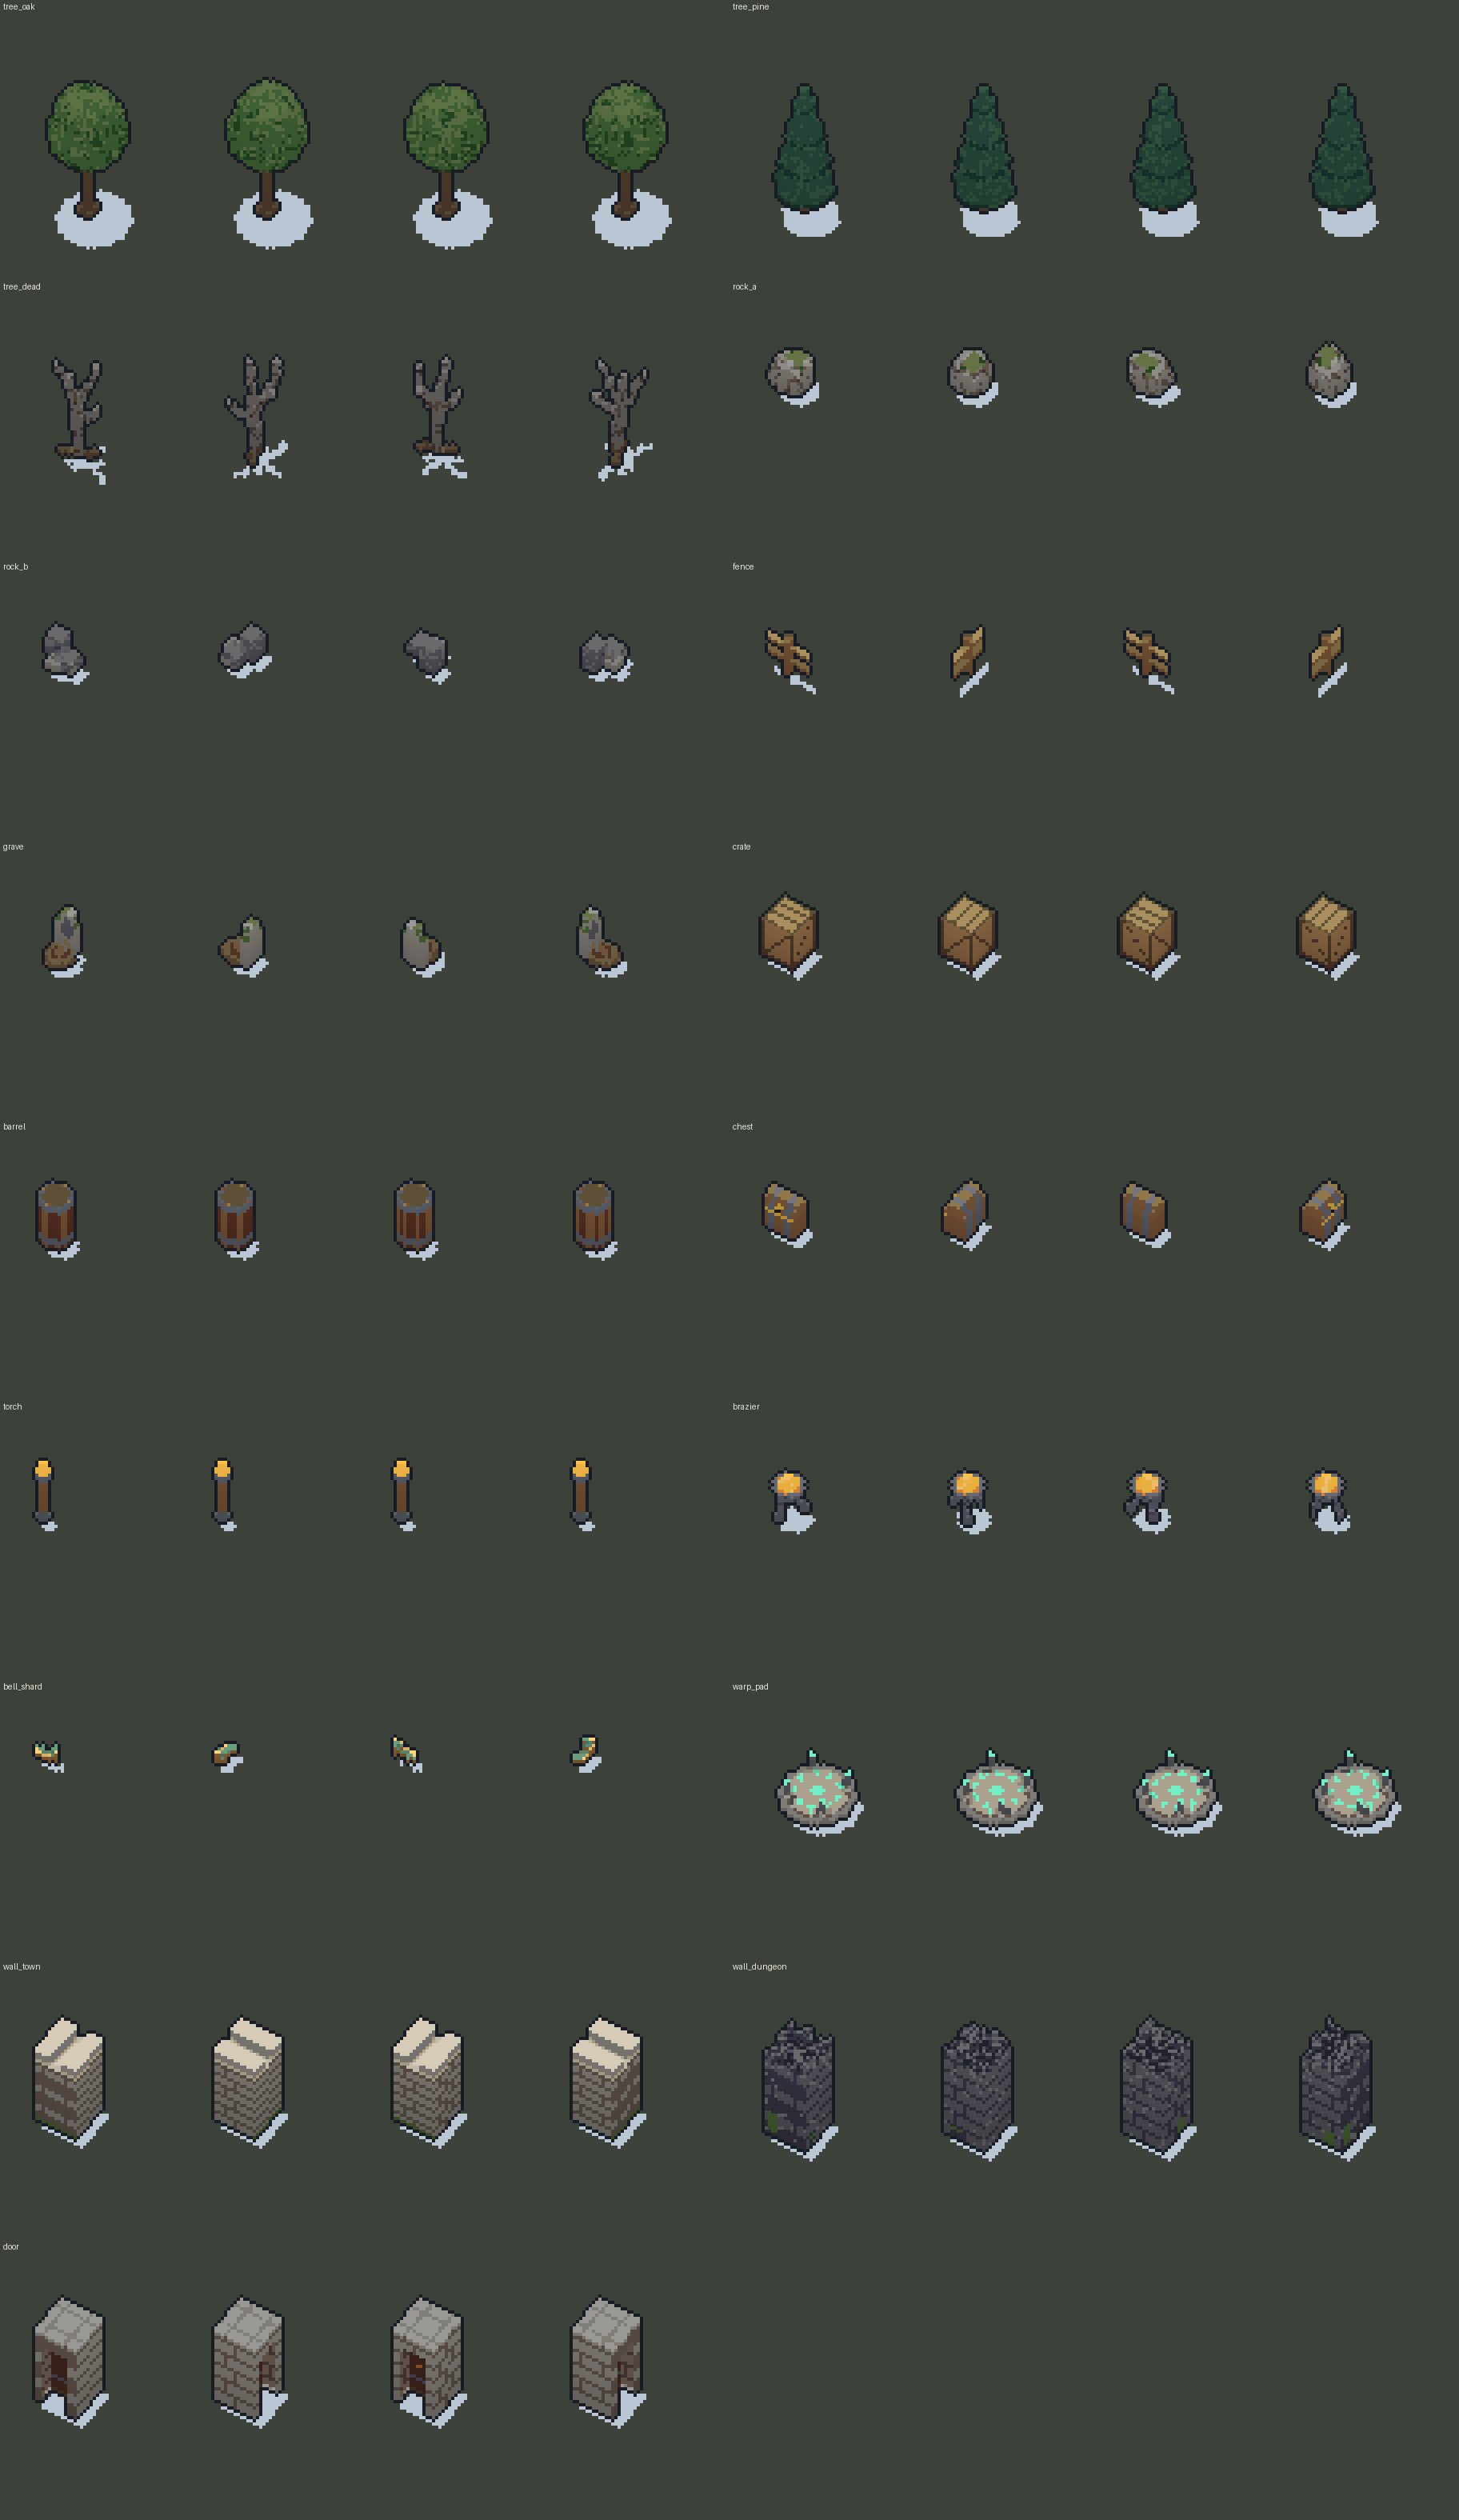 tree_oak
tree_pine
tree_dead
rock_a
rock_b
fence
grave
crate
barrel
chest
torch
brazier
bell_shard
warp_pad
wall_town
wall_dungeon
door